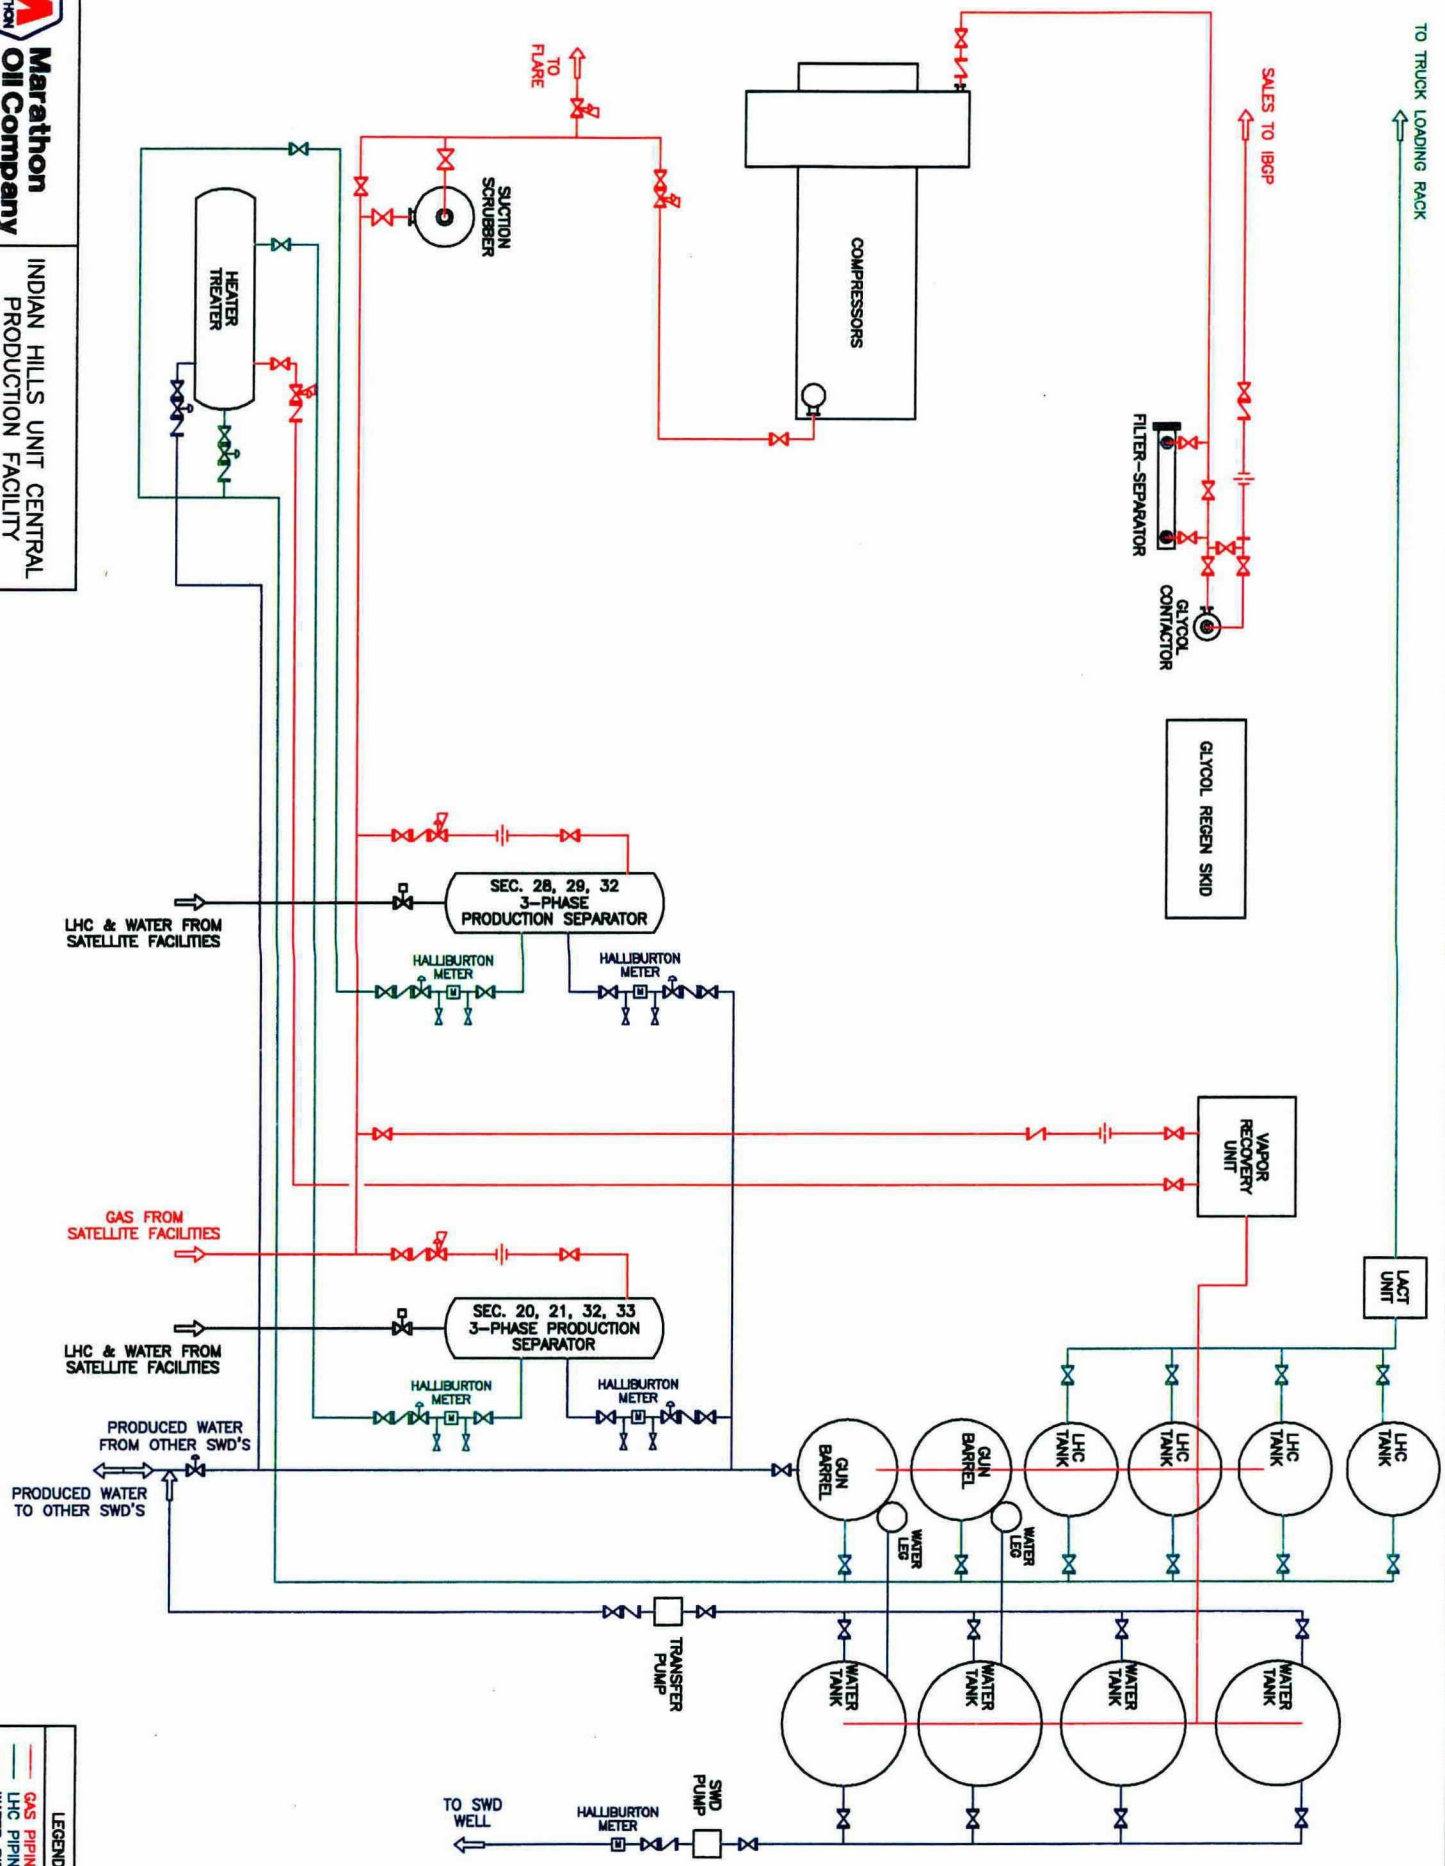 TO TRUCK LOADING RACK
SALES TO IBGP
TO
FLARE
SUCTION
SCRUBBER
COMPRESSORS
FILTER-SEPARATOR
GLYCOL
CONTACTOR
GLYCOL REGEN SKID
HEATER
TREATER
Marathon
Oil Company
INDIAN HILLS UNIT CENTRAL
PRODUCTION FACILITY
SEC. 28, 29, 32
3-PHASE
PRODUCTION SEPARATOR
LHC & WATER FROM
SATELLITE FACILITIES
HALLIBURTON
METER
M
HALLIBURTON
METER
M
VAPOR
RECOVERY
UNIT
LACT
UNIT
GAS FROM
SATELLITE FACILITIES
SEC. 20, 21, 32, 33
3-PHASE PRODUCTION
SEPARATOR
LHC & WATER FROM
SATELLITE FACILITIES
HALLIBURTON
METER
M
HALLIBURTON
METER
M
PRODUCED WATER
FROM OTHER SWD'S
PRODUCED WATER
TO OTHER SWD'S
GUN
BARREL
GUN
BARREL
LHC
TANK
LHC
TANK
LHC
TANK
LHC
TANK
WATER
LEG
WATER
LEG
TRANSFER
PUMP
WATER
TANK
WATER
TANK
WATER
TANK
WATER
TANK
SWD
PUMP
HALLIBURTON
METER
M
TO SWD
WELL
LEGEND
GAS PIPIN
LHC PIPIN